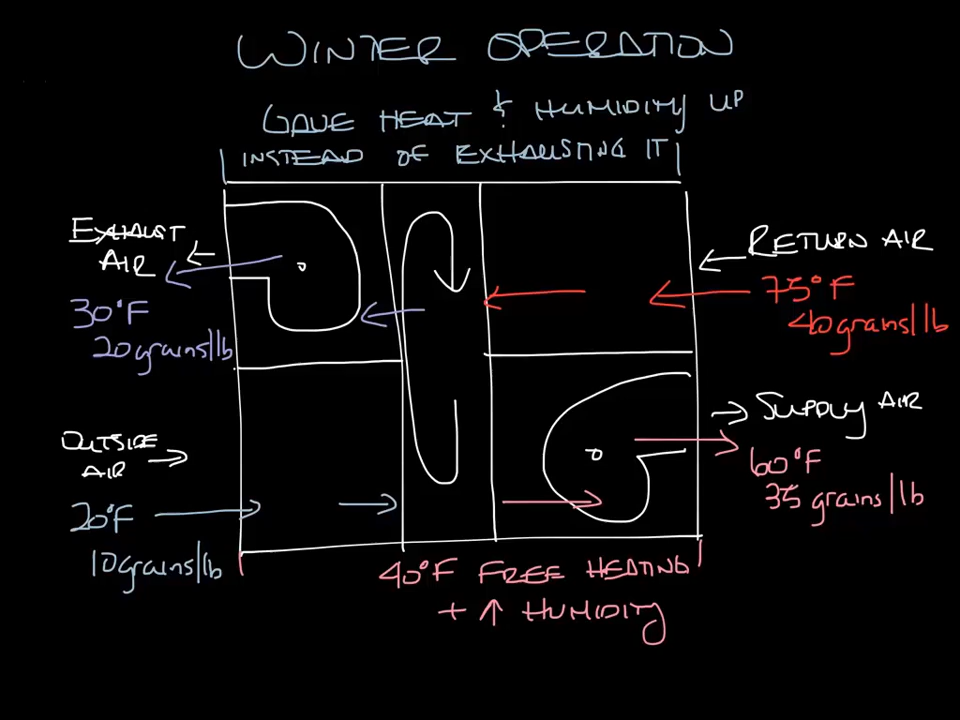 WINTER OPERATION
GAVE HEAT & HUMIDITY UP
INSTEAD OF EXHAUSTING IT
EXHAUST
AIR
30°F
20 grains/lb
RETURN AIR
75°F
40 grains/lb
SUPPLY AIR
60°F
35 grains/lb
OUTSIDE
AIR
20°F
10 grains/lb
40°F FREE HEATING
+ ↑ HUMIDITY